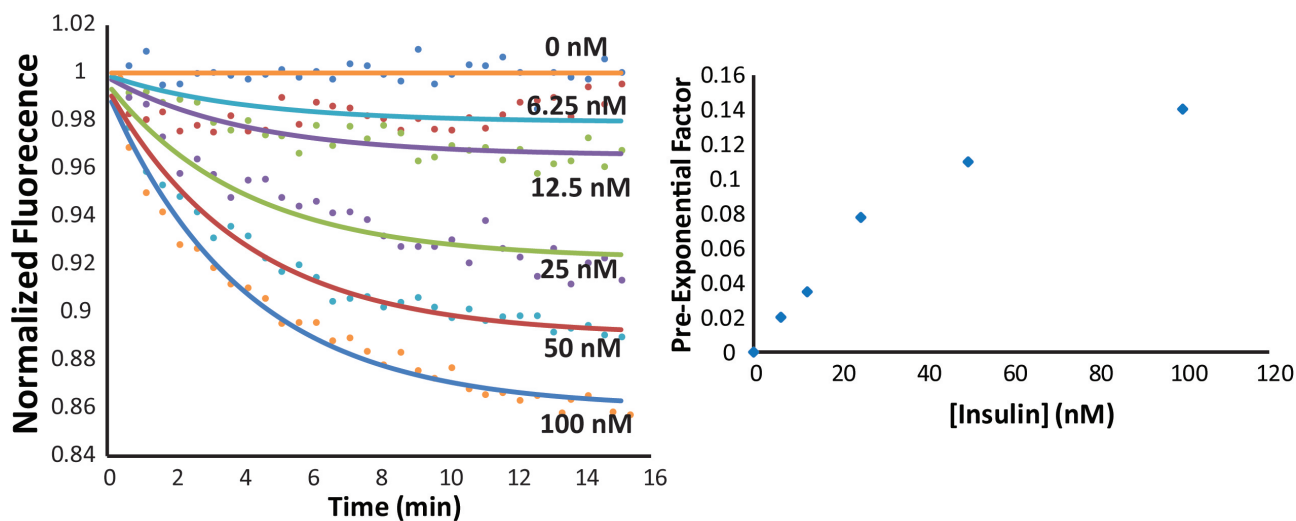 Normalized Fluorecence
1.02
1
0.98
0.96
0.94
0.92
0.9
0.88
0.86
0.84
0 nM
6.25 nM
12.5 nM
25 nM
50 nM
100 nM
0 2 4 6 8 10 12 14 16
Time (min)
Pre-Exponential Factor
0.16
0.14
0.12
0.1
0.08
0.06
0.04
0.02
0
0 20 40 60 80 100 120
[Insulin] (nM)